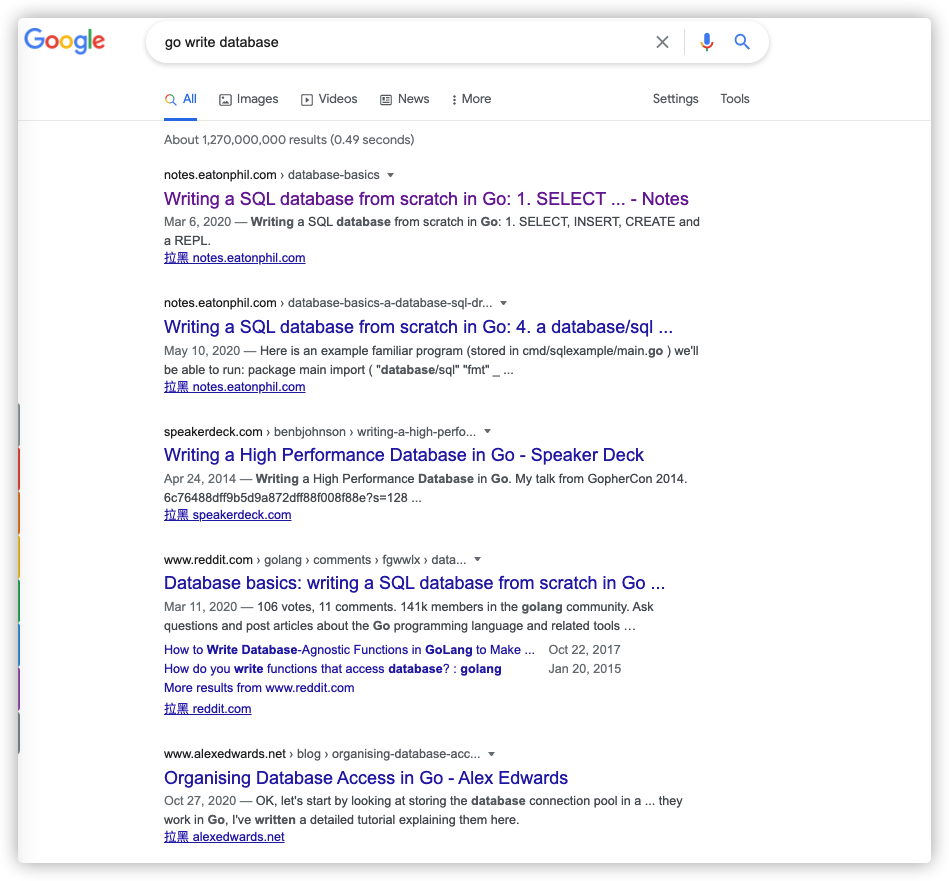 Google
go write database
All Images Videos News More Settings Tools
About 1,270,000,000 results (0.49 seconds)
notes.eatonphil.com › database-basics
Writing a SQL database from scratch in Go: 1. SELECT ... - Notes
Mar 6, 2020 — Writing a SQL database from scratch in Go: 1. SELECT, INSERT, CREATE and
a REPL.
拉黑 notes.eatonphil.com
notes.eatonphil.com › database-basics-a-database-sql-dr...
Writing a SQL database from scratch in Go: 4. a database/sql ...
May 10, 2020 — Here is an example familiar program (stored in cmd/sqlexample/main.go ) we'll
be able to run: package main import ( "database/sql" "fmt" _ ...
拉黑 notes.eatonphil.com
speakerdeck.com › benbjohnson › writing-a-high-perfo...
Writing a High Performance Database in Go - Speaker Deck
Apr 24, 2014 — Writing a High Performance Database in Go. My talk from GopherCon 2014.
6c76488dff9b5d9a872dff88f008f88e?s=128 ...
拉黑 speakerdeck.com
www.reddit.com › golang › comments › fgwwlx › data...
Database basics: writing a SQL database from scratch in Go ...
Mar 11, 2020 — 106 votes, 11 comments. 141k members in the golang community. Ask
questions and post articles about the Go programming language and related tools …
How to Write Database-Agnostic Functions in GoLang to Make ... Oct 22, 2017
How do you write functions that access database? : golang Jan 20, 2015
More results from www.reddit.com
拉黑 reddit.com
www.alexedwards.net › blog › organising-database-acc...
Organising Database Access in Go - Alex Edwards
Oct 27, 2020 — OK, let's start by looking at storing the database connection pool in a ... they
work in Go, I've written a detailed tutorial explaining them here.
拉黑 alexedwards.net